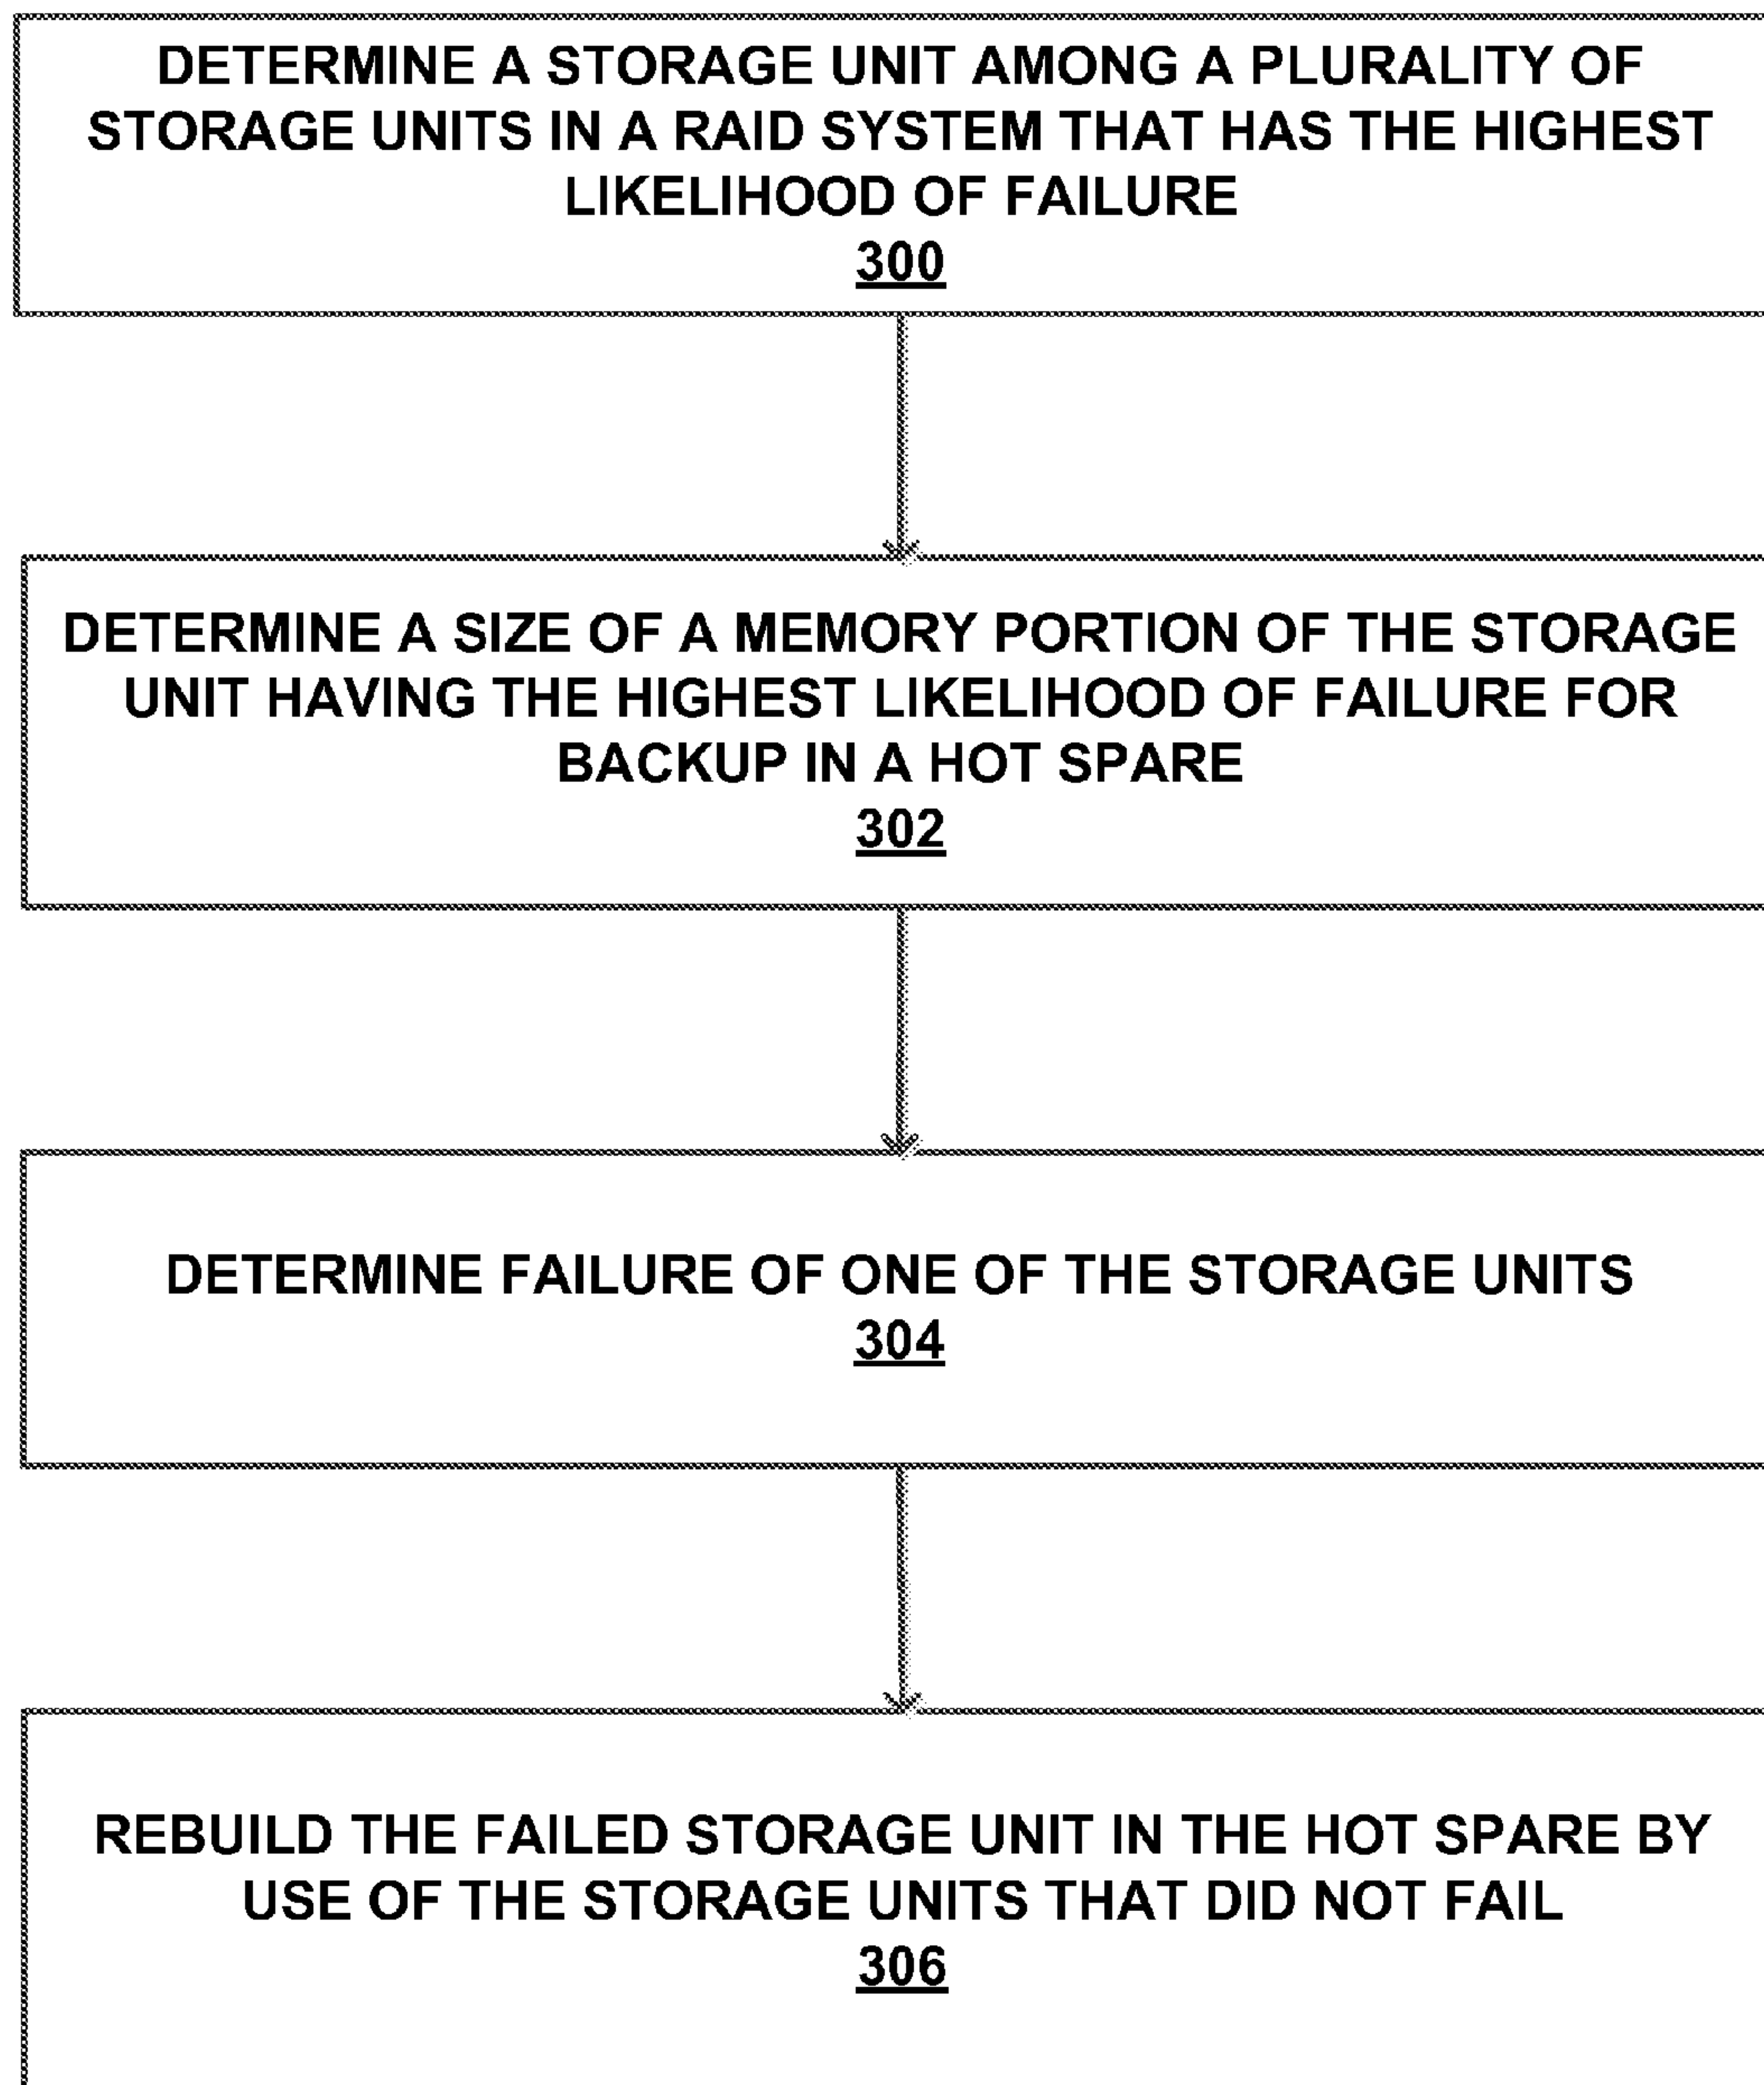 DETERMINE A STORAGE UNIT AMONG A PLURALITY OF
STORAGE UNITS IN A RAID SYSTEM THAT HAS THE HIGHEST
LIKELIHOOD OF FAILURE
300
DETERMINE A SIZE OF A MEMORY PORTION OF THE STORAGE
UNIT HAVING THE HIGHEST LIKELIHOOD OF FAILURE FOR
BACKUP IN A HOT SPARE
302
DETERMINE FAILURE OF ONE OF THE STORAGE UNITS
304
REBUILD THE FAILED STORAGE UNIT IN THE HOT SPARE BY
USE OF THE STORAGE UNITS THAT DID NOT FAIL
306